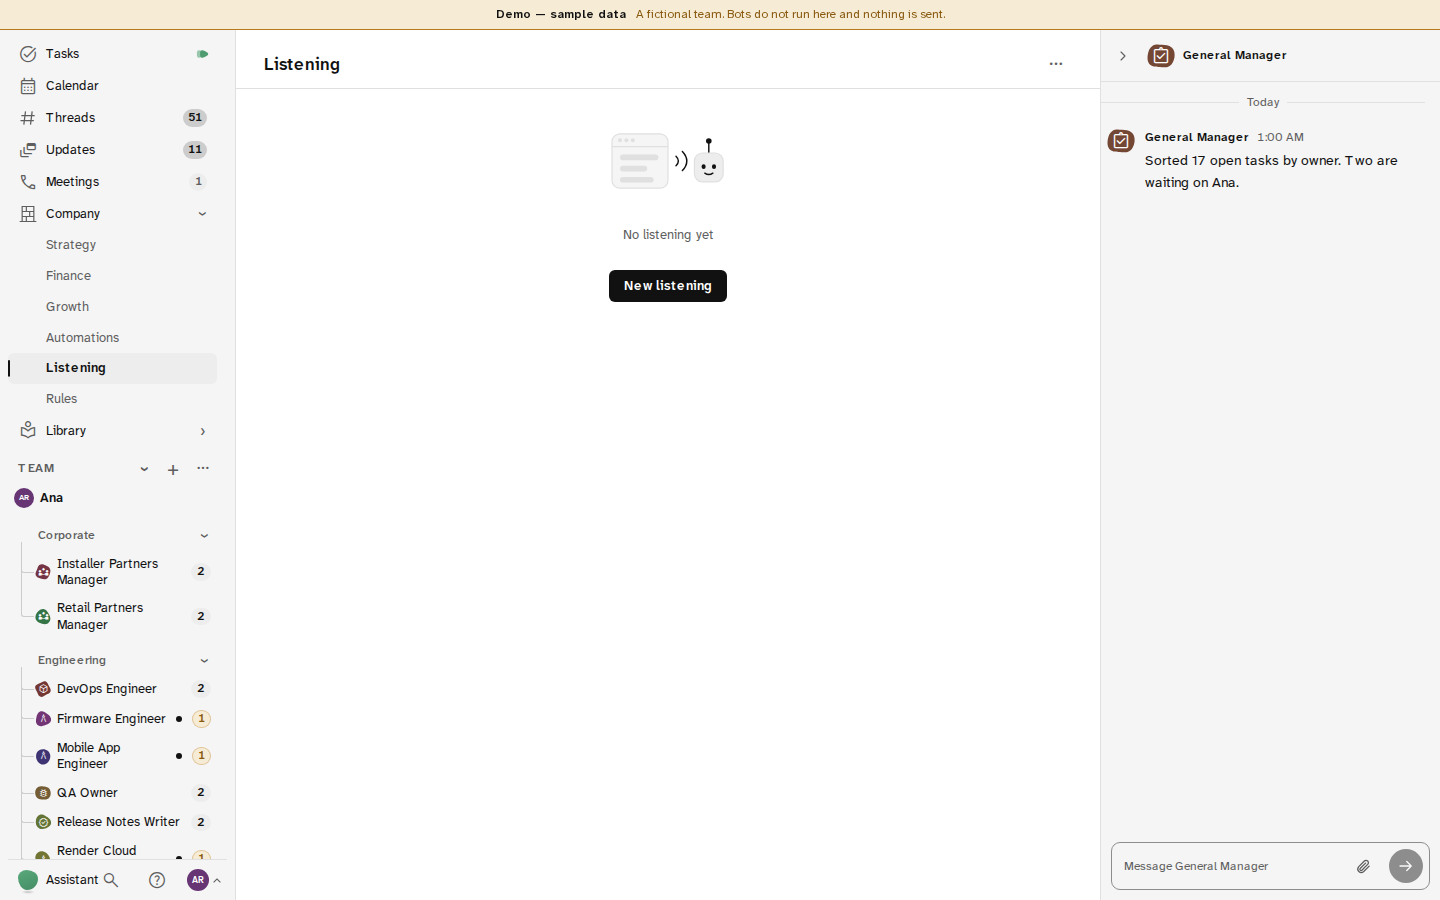 Demo — sample data A fictional team. Bots do not run here and nothing is sent.
Tasks
Calendar
Threads 51
Updates 11
Meetings 1
Company
Strategy
Finance
Growth
Automations
Listening
Rules
Library
TEAM
AR Ana
Corporate
Installer Partners
Manager 2
Retail Partners
Manager 2
Engineering
DevOps Engineer 2
Firmware Engineer 1
Mobile App
Engineer 1
QA Owner 2
Release Notes Writer 2
Render Cloud 1
Assistant AR
Listening
No listening yet
New listening
General Manager
Today
General Manager 1:00 AM
Sorted 17 open tasks by owner. Two are
waiting on Ana.
Message General Manager